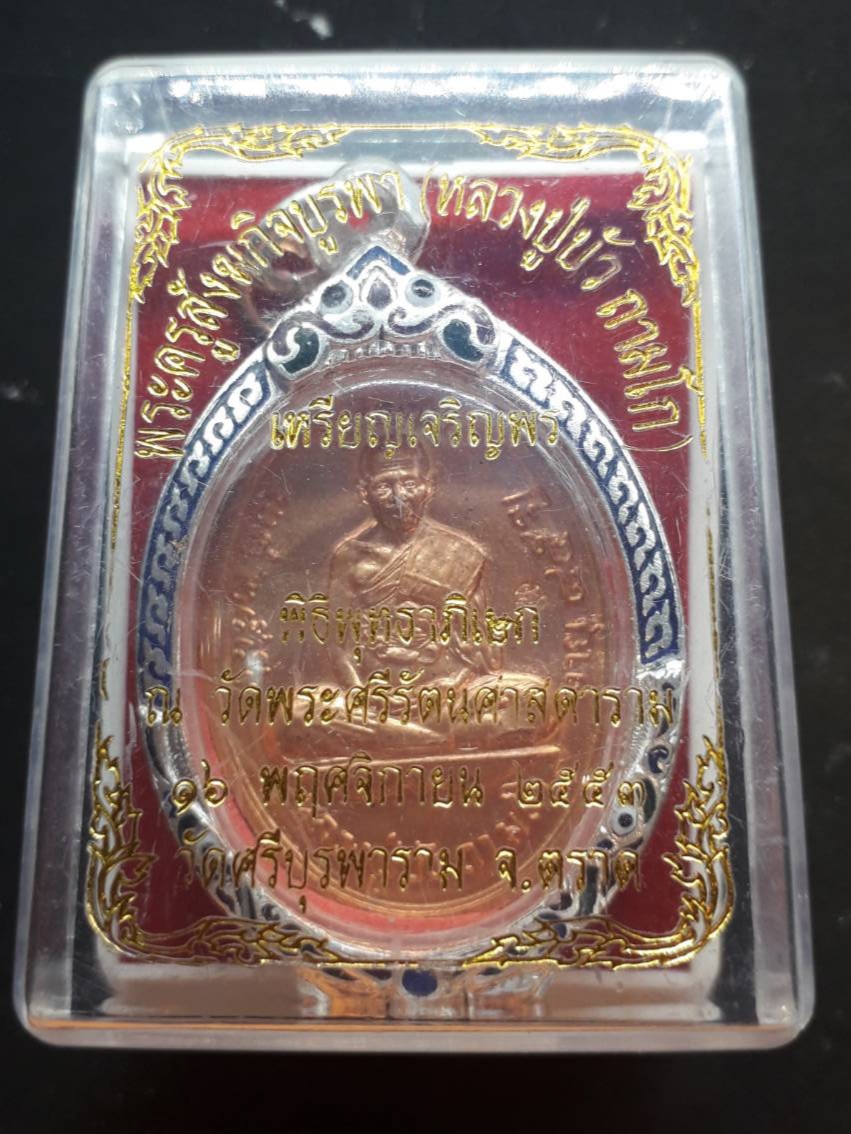 พระครูสังฆกิจบูรพา (หลวงปู่บัว ถามโก)
เหรียญเจริญพร
พิธีพุทธาภิเษก
ณ วัดพระศรีรัตนศาสดาราม
๑๖ พฤศจิกายน ๒๕๕๓
วัดศรีบุรพาราม จ.ตราด